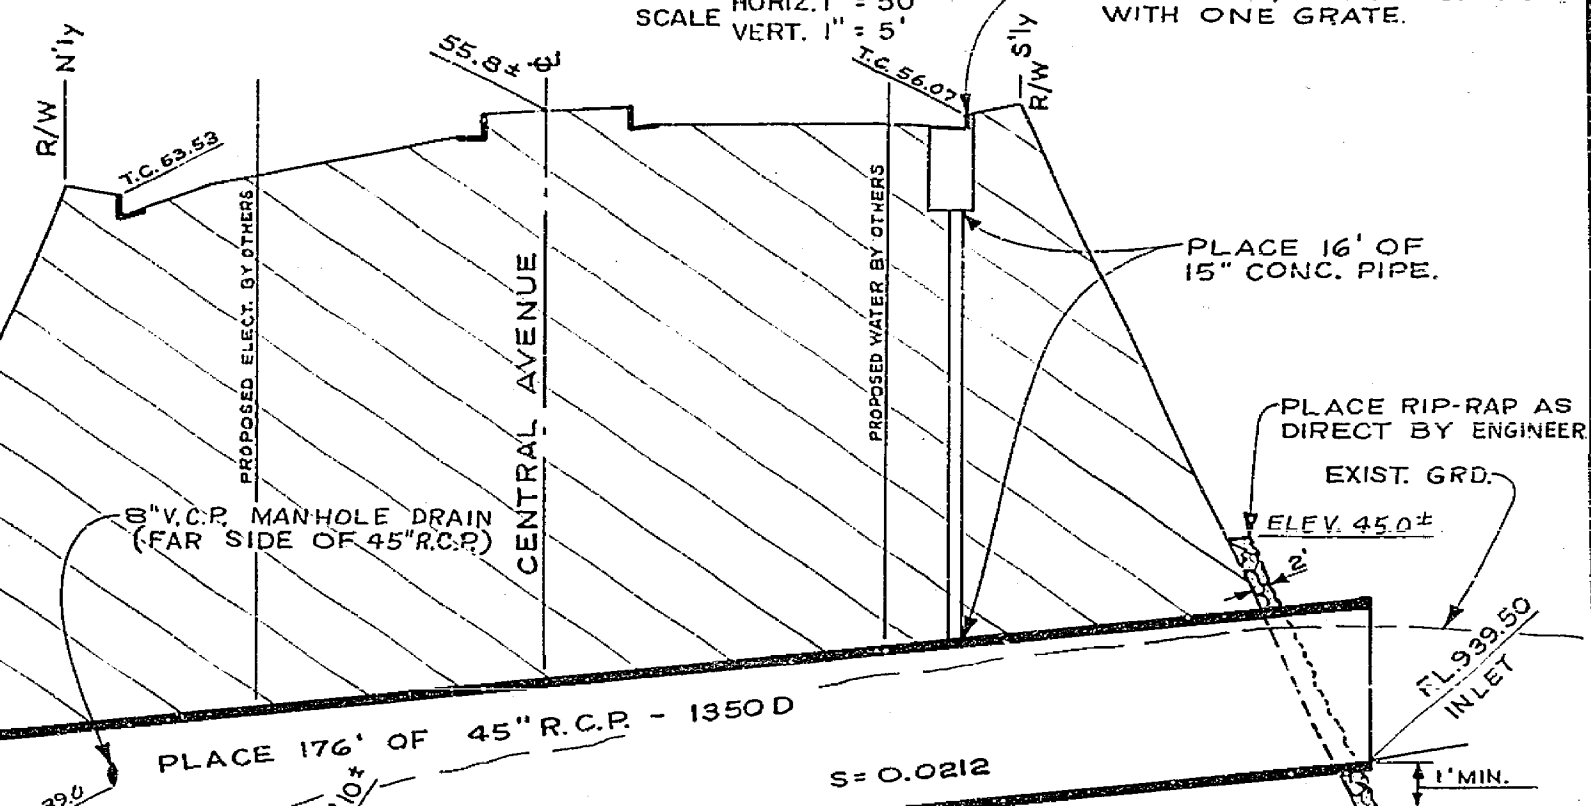 SCALE
HORIZ. 1" = 50'
VERT. 1" = 5'
WITH ONE GRATE.
R/W N'ly
55.8± ₵
T.C. 56.07
R/W S'ly
T.C. 53.53
PROPOSED ELECT. BY OTHERS
CENTRAL AVENUE
PROPOSED WATER BY OTHERS
PLACE 16' OF
15" CONC. PIPE.
PLACE RIP-RAP AS
DIRECT BY ENGINEER
EXIST. GRD.
ELEV. 45.0±
2'
8" V.C.P. MANHOLE DRAIN
(FAR SIDE OF 45" R.C.P.)
FL. 939.50
INLET
PLACE 176' OF 45" R.C.P. - 1350 D
S = 0.0212
1' MIN.
39.0